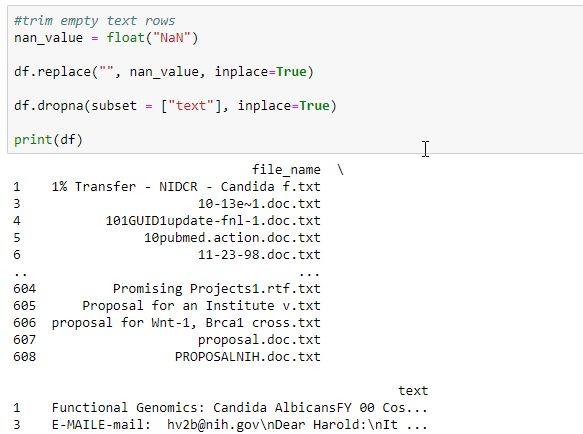 #trim empty text rows
nan_value = float("NaN")
df.replace("", nan_value, inplace=True)
df.dropna(subset = ["text"], inplace=True)
print(df)
file_name  \
1    1% Transfer - NIDCR - Candida f.txt
3    10-13e~1.doc.txt
4    101GUID1update-fnl-1.doc.txt
5    10pubmed.action.doc.txt
6    11-23-98.doc.txt
..    ...
604    Promising Projects1.rtf.txt
605    Proposal for an Institute v.txt
606    proposal for Wnt-1, Brca1 cross.txt
607    proposal.doc.txt
608    PROPOSALNIH.doc.txt
text
1    Functional Genomics: Candida AlbicansFY 00 Cos...
3    E-MAILE-mail:  hv2b@nih.gov\nDear Harold:\nIt ...